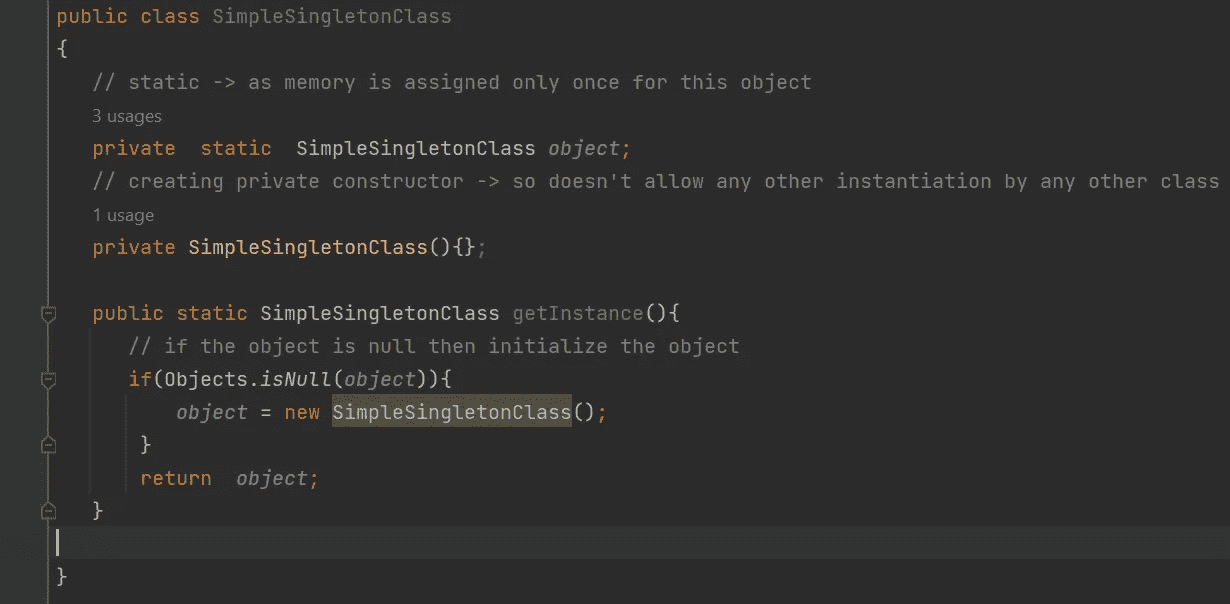 public class SimpleSingletonClass
{
// static -> as memory is assigned only once for this object
3 usages
private static SimpleSingletonClass object;
// creating private constructor -> so doesn't allow any other instantiation by any other class
1 usage
private SimpleSingletonClass(){};
public static SimpleSingletonClass getInstance(){
// if the object is null then initialize the object
if(Objects.isNull(object)){
object = new SimpleSingletonClass();
}
return object;
}
}